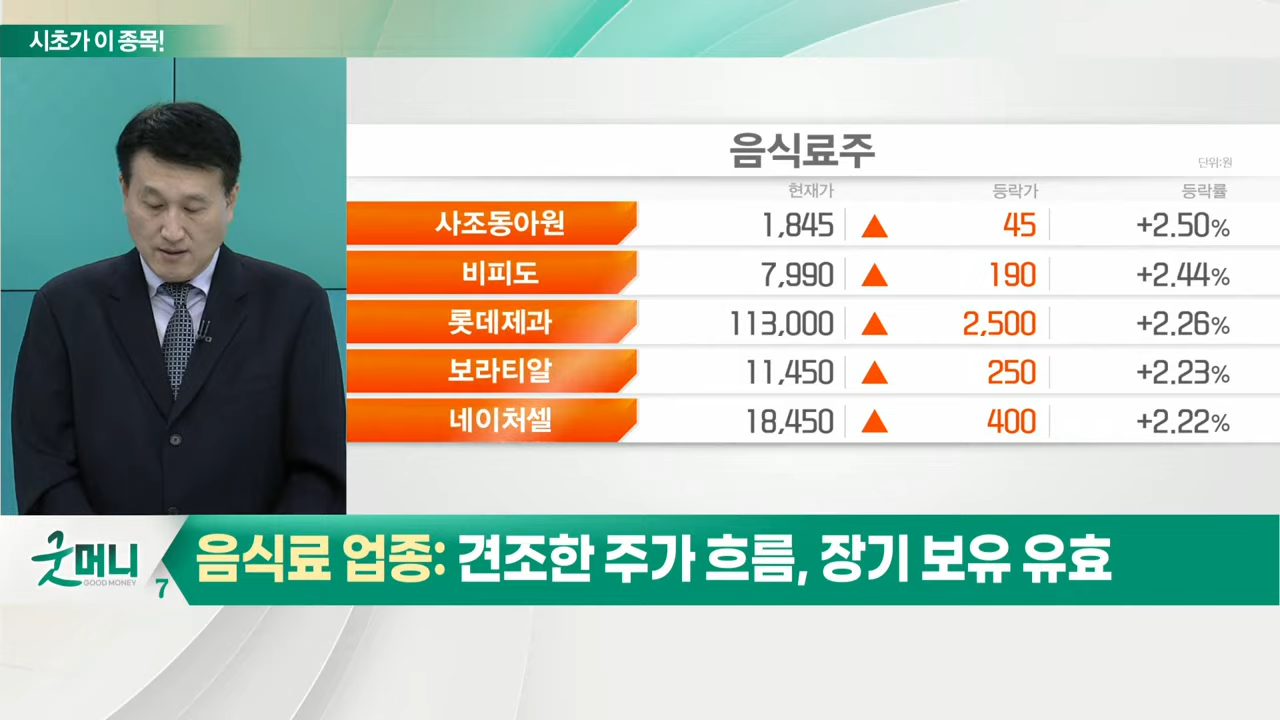 시초가 이 종목!
음식료주
단위:원
현재가 등락가 등락률
사조동아원 1,845 ▲ 45 +2.50%
비피도 7,990 ▲ 190 +2.44%
롯데제과 113,000 ▲ 2,500 +2.26%
보라티알 11,450 ▲ 250 +2.23%
네이처셀 18,450 ▲ 400 +2.22%
굿머니
GOOD MONEY
7
음식료 업종: 견조한 주가 흐름, 장기 보유 유효